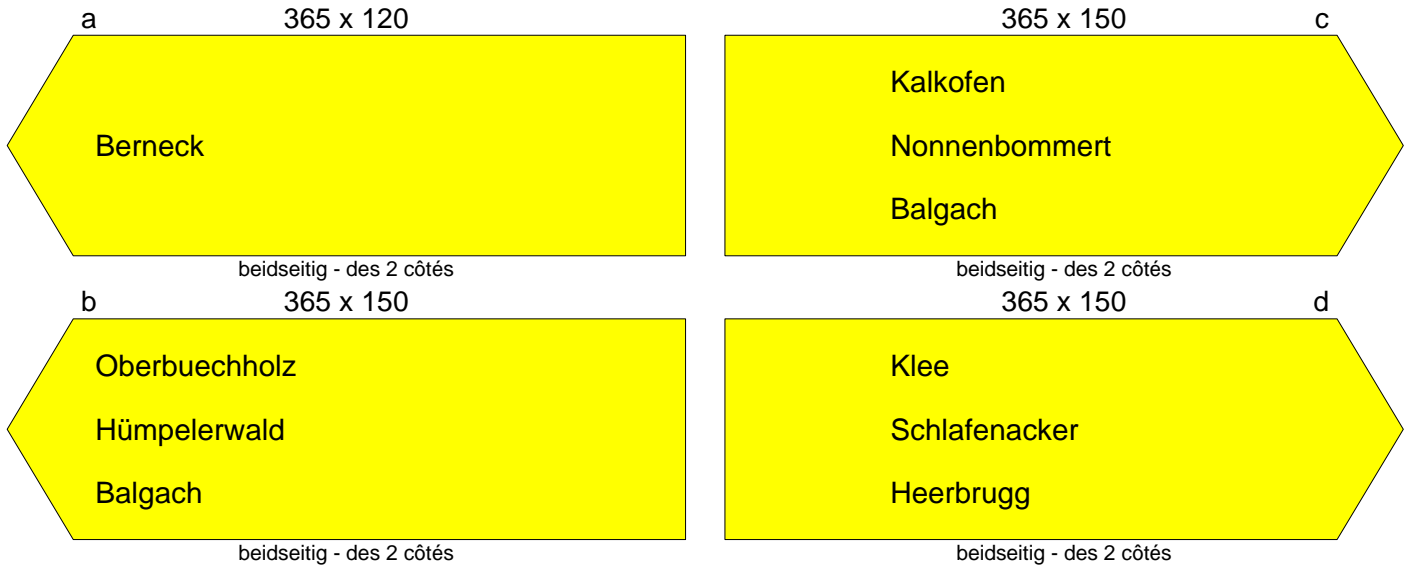 a 365 x 120
Berneck
beidseitig - des 2 côtés
365 x 150 c
Kalkofen
Nonnenbommert
Balgach
beidseitig - des 2 côtés
b 365 x 150
Oberbuechholz
Hümpelerwald
Balgach
beidseitig - des 2 côtés
365 x 150 d
Klee
Schlafenacker
Heerbrugg
beidseitig - des 2 côtés